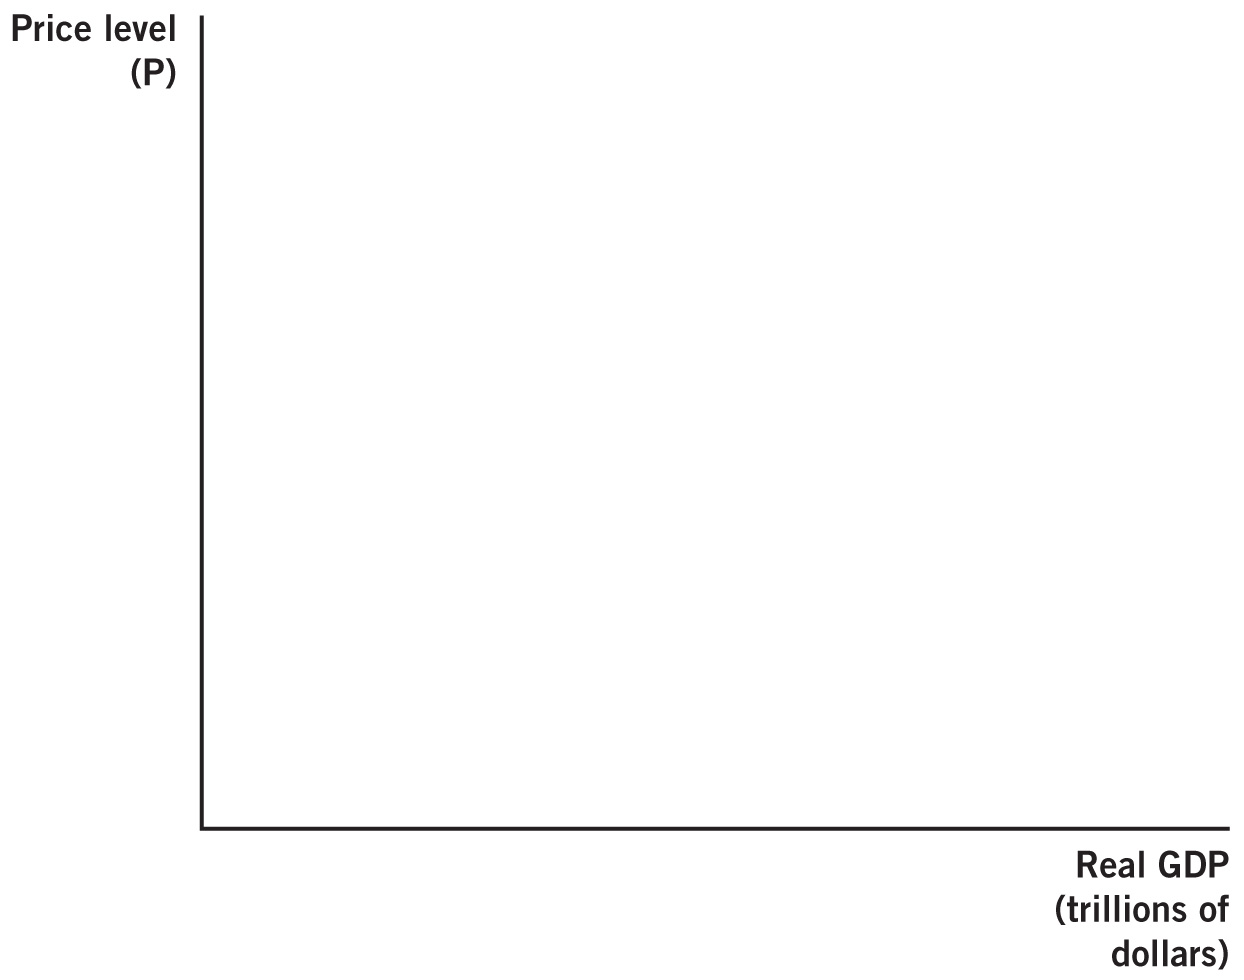 Price level
(P)
Real GDP
(trillions of
dollars)